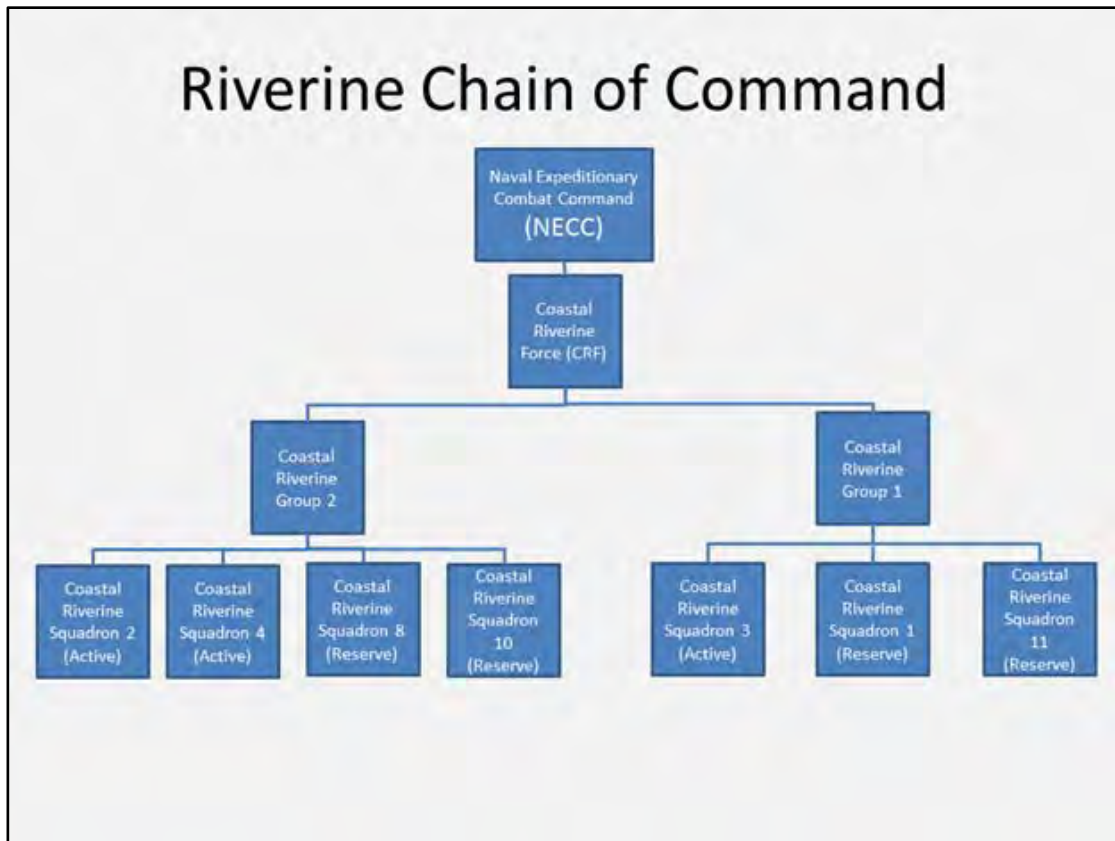 Riverine Chain of Command
Naval Expeditionary
Combat Command
(NECC)
Coastal
Riverine
Force (CRF)
Coastal
Riverine
Group 2
Coastal
Riverine
Group 1
Coastal
Riverine
Squadron 2
(Active)
Coastal
Riverine
Squadron 4
(Active)
Coastal
Riverine
Squadron 8
(Reserve)
Coastal
Riverine
Squadron
10
(Reserve)
Coastal
Riverine
Squadron 3
(Active)
Coastal
Riverine
Squadron 1
(Reserve)
Coastal
Riverine
Squadron
11
(Reserve)